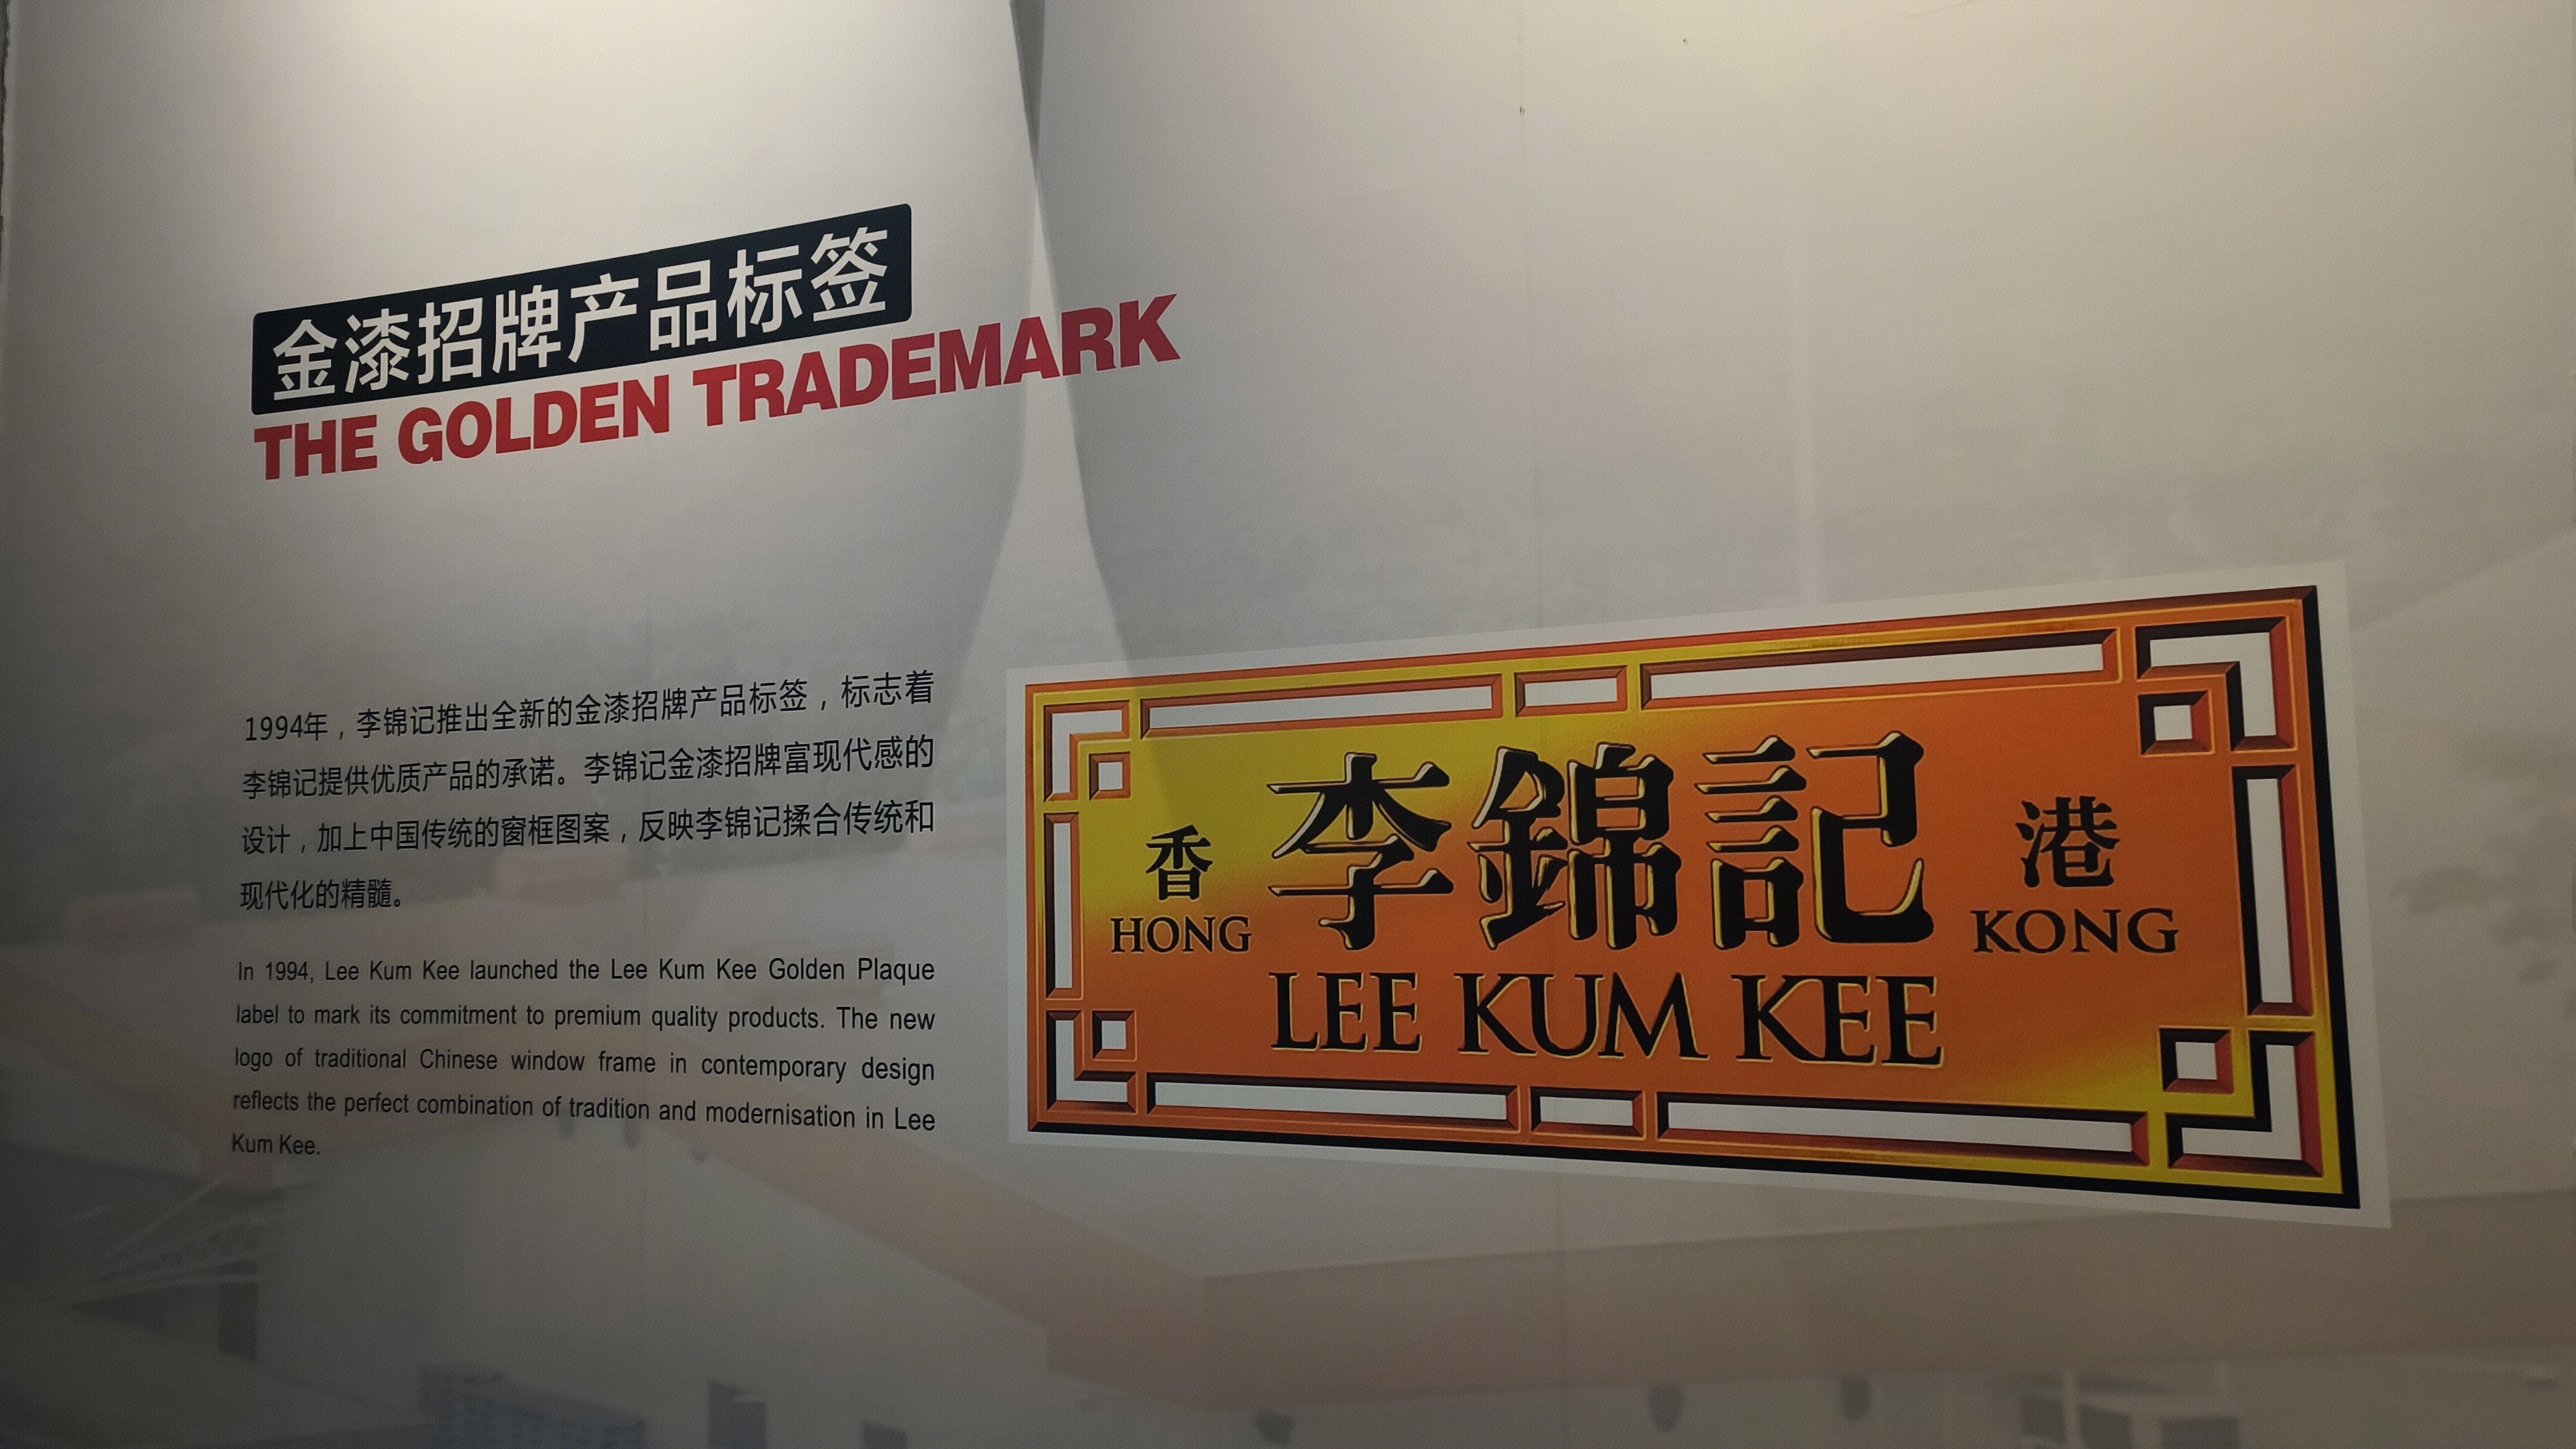 金漆招牌产品标签
THE GOLDEN TRADEMARK
1994年，李锦记推出全新的金漆招牌产品标签，标志着
李锦记提供优质产品的承诺。李锦记金漆招牌富现代感的
设计，加上中国传统的窗框图案，反映李锦记揉合传统和
现代化的精髓。
In 1994, Lee Kum Kee launched the Lee Kum Kee Golden Plaque
label to mark its commitment to premium quality products. The new
logo of traditional Chinese window frame in contemporary design
reflects the perfect combination of tradition and modernisation in Lee
Kum Kee.
香 李錦記 港
HONG KONG
LEE KUM KEE